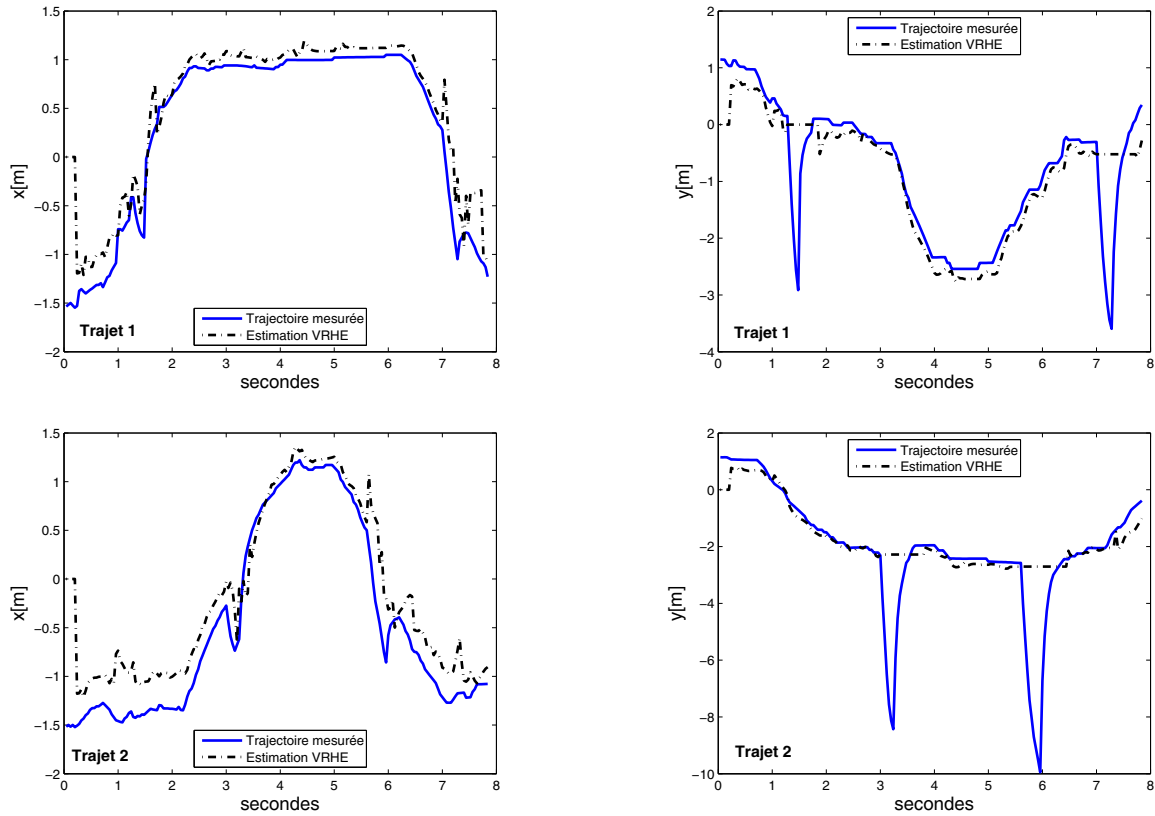 1.5
1
0.5
0
−0.5
−1
−1.5
−2
x[m]
Trajet 1
Trajectoire mesurée
Estimation VRHE
0 1 2 3 4 5 6 7 8
secondes
2
1
0
−1
−2
−3
−4
y[m]
Trajectoire mesurée
Estimation VRHE
Trajet 1
0 1 2 3 4 5 6 7 8
secondes
1.5
1
0.5
0
−0.5
−1
−1.5
−2
x[m]
Trajet 2
Trajectoire mesurée
Estimation VRHE
0 1 2 3 4 5 6 7 8
secondes
2
0
−2
−4
−6
−8
−10
y[m]
Trajectoire mesurée
Estimation VRHE
Trajet 2
0 1 2 3 4 5 6 7 8
secondes